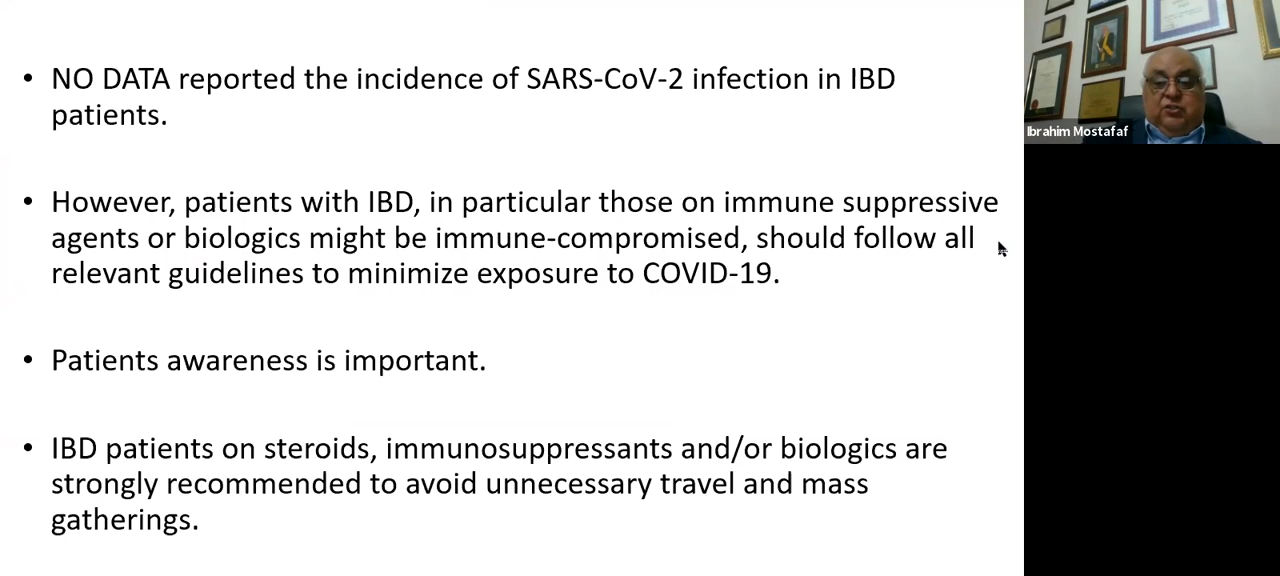 • NO DATA reported the incidence of SARS-CoV-2 infection in IBD
patients.
• However, patients with IBD, in particular those on immune suppressive
agents or biologics might be immune-compromised, should follow all
relevant guidelines to minimize exposure to COVID-19.
• Patients awareness is important.
• IBD patients on steroids, immunosuppressants and/or biologics are
strongly recommended to avoid unnecessary travel and mass
gatherings.
Ibrahim Mostafaf